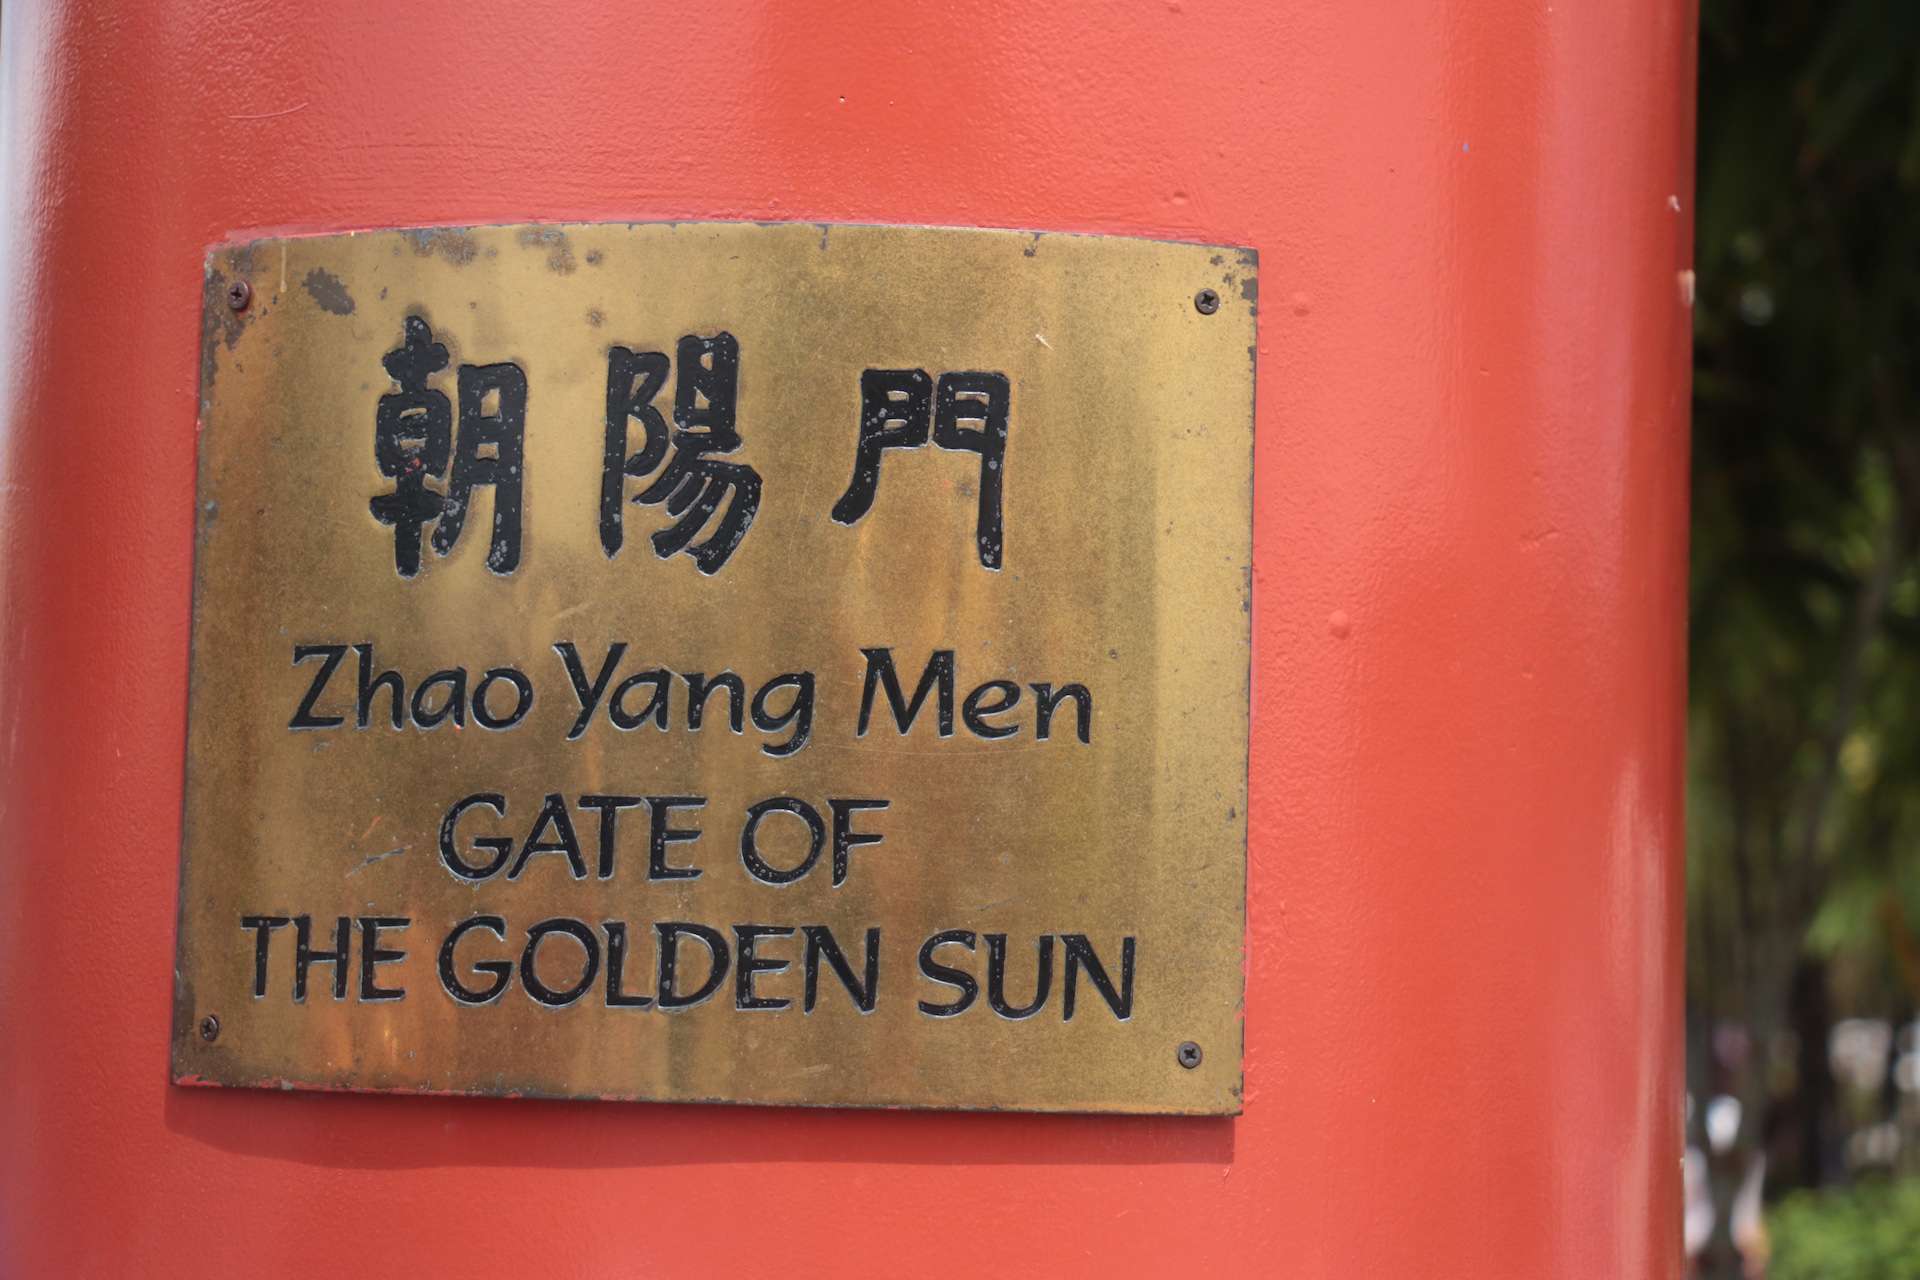 朝陽門
Zhao Yang Men
GATE OF
THE GOLDEN SUN